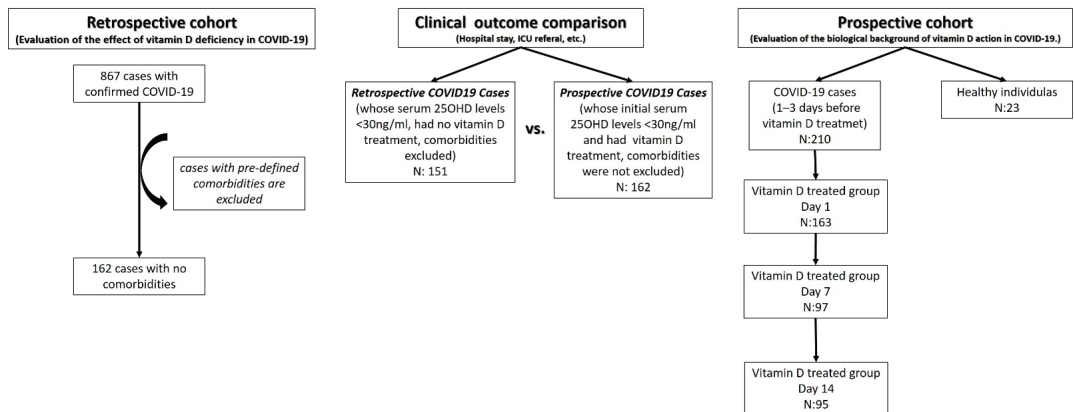 Retrospective cohort
(Evaluation of the effect of vitamin D deficiency in COVID-19)
867 cases with
confirmed COVID-19
cases with pre-defined
comorbidities are
excluded
162 cases with no
comorbidities
Clinical outcome comparison
(Hospital stay, ICU referal, etc.)
Retrospective COVID19 Cases
(whose serum 25OHD levels
<30ng/ml, had no vitamin D
treatment, comorbidities
excluded)
N: 151
vs.
Prospective COVID19 Cases
(whose initial serum
25OHD levels <30ng/ml
and had vitamin D
treatment, comorbidities
were not excluded)
N: 162
Prospective cohort
(Evaluation of the biological background of vitamin D action in COVID-19.)
COVID-19 cases
(1–3 days before
vitamin D treatmet)
N:210
Healthy individulas
N:23
Vitamin D treated group
Day 1
N:163
Vitamin D treated group
Day 7
N:97
Vitamin D treated group
Day 14
N:95